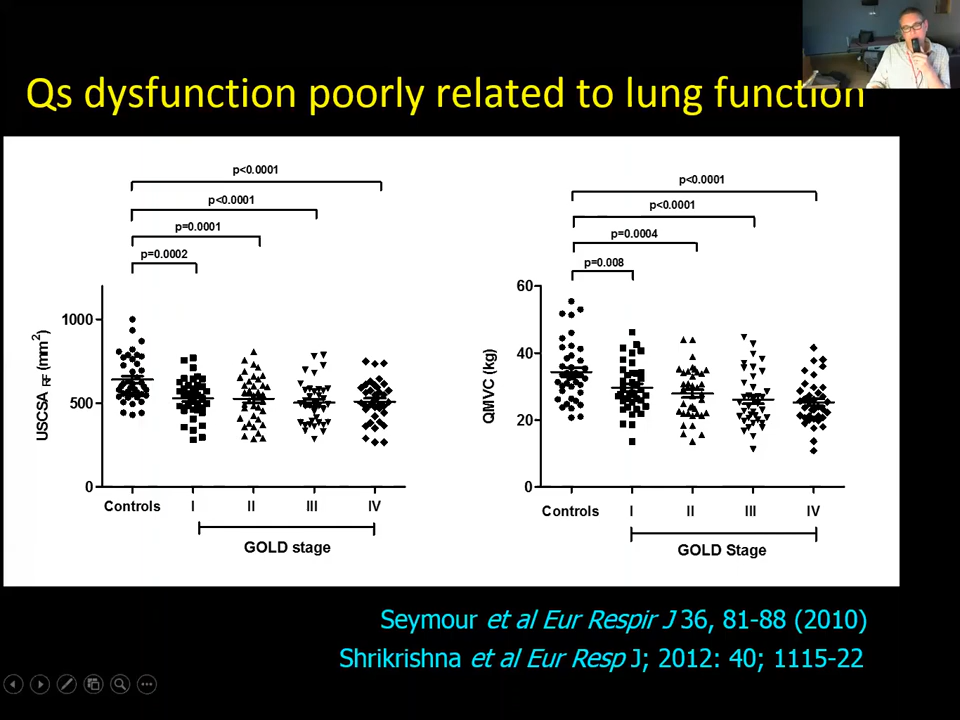 Qs dysfunction poorly related to lung function
p<0.0001
p<0.0001
p=0.0001
p=0.0002
1000
500
0
USCSA RF (mm2)
Controls I II III IV
GOLD stage
p<0.0001
p<0.0001
p=0.0004
p=0.008
60
40
20
0
QMVC (kg)
Controls I II III IV
GOLD Stage
Seymour et al Eur Respir J 36, 81-88 (2010)
Shrikrishna et al Eur Resp J; 2012: 40; 1115-22